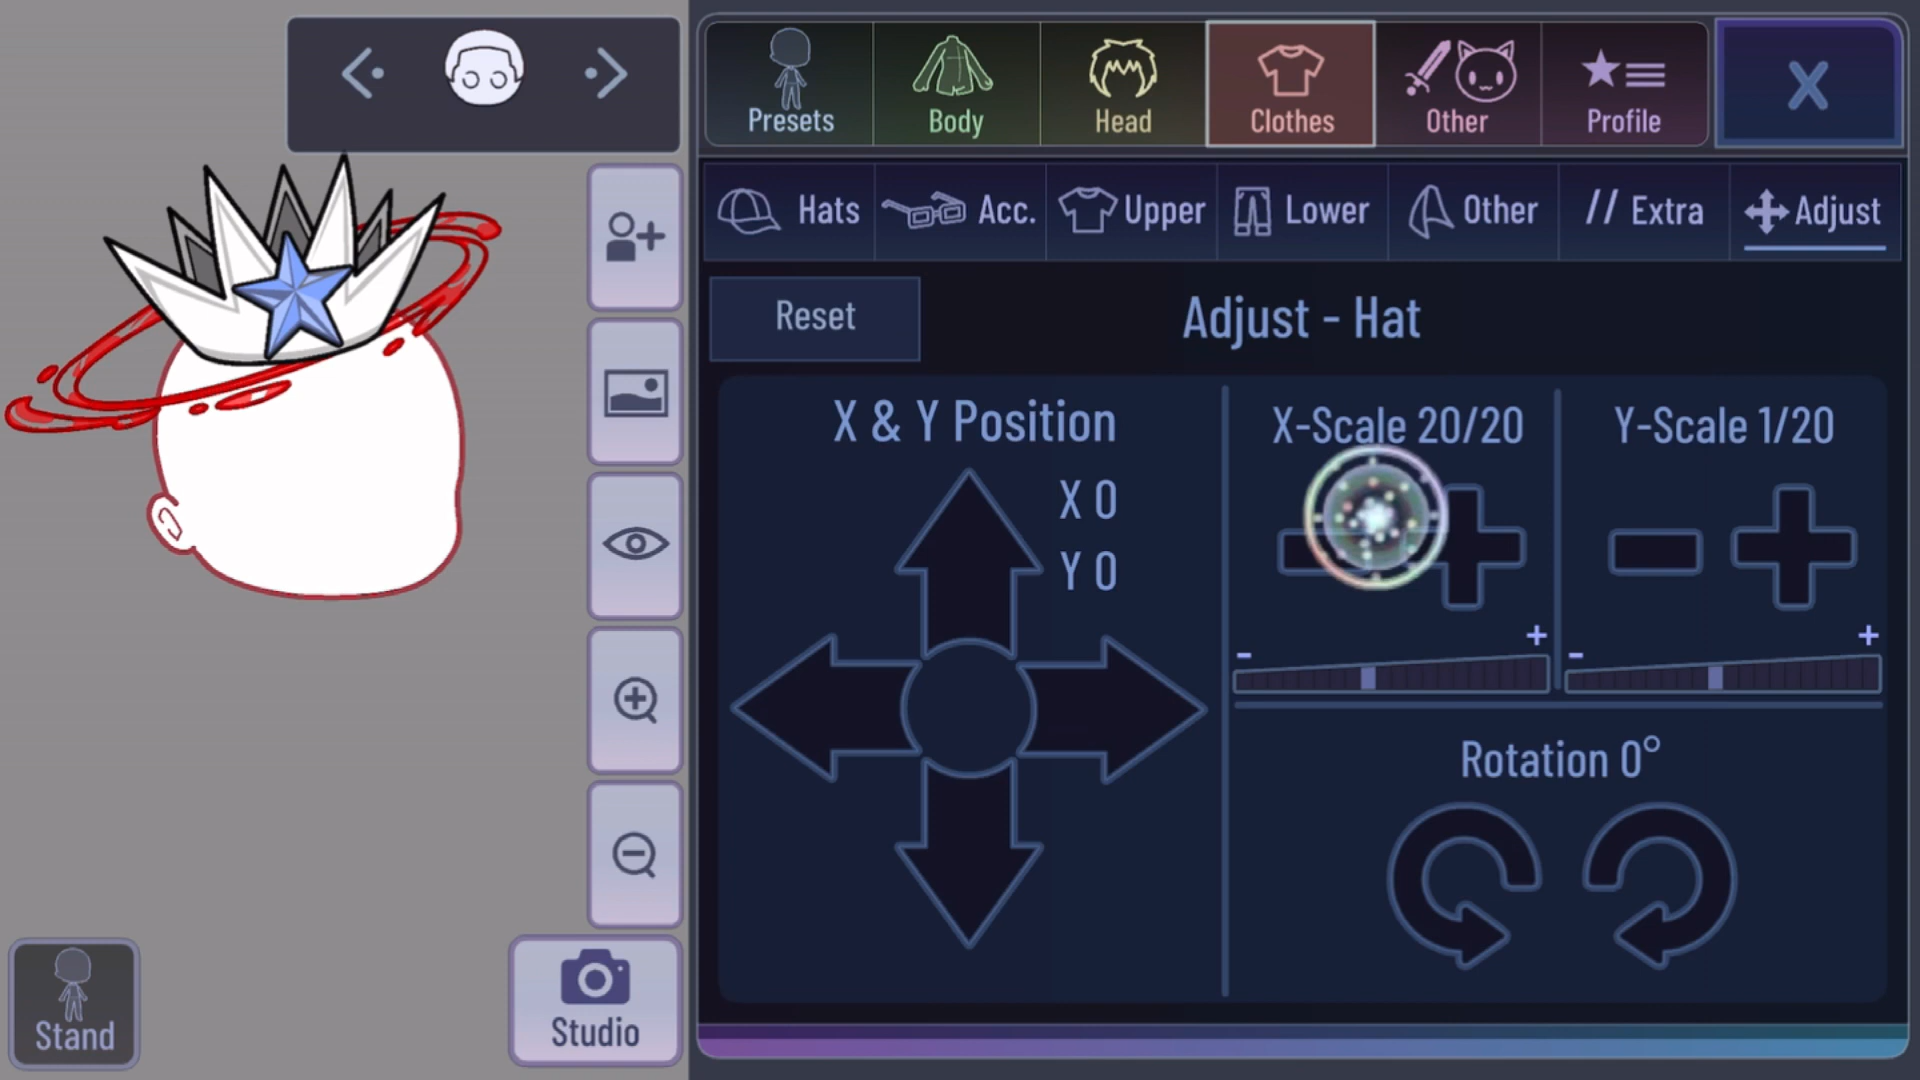 Presets
Body
Head
Clothes
Other
Profile
X
Hats
Acc.
Upper
Lower
Other
// Extra
Adjust
Reset
Adjust - Hat
X & Y Position
X 0
Y 0
X-Scale 20/20
Y-Scale 1/20
- +
- +
Rotation 0°
Stand
Studio